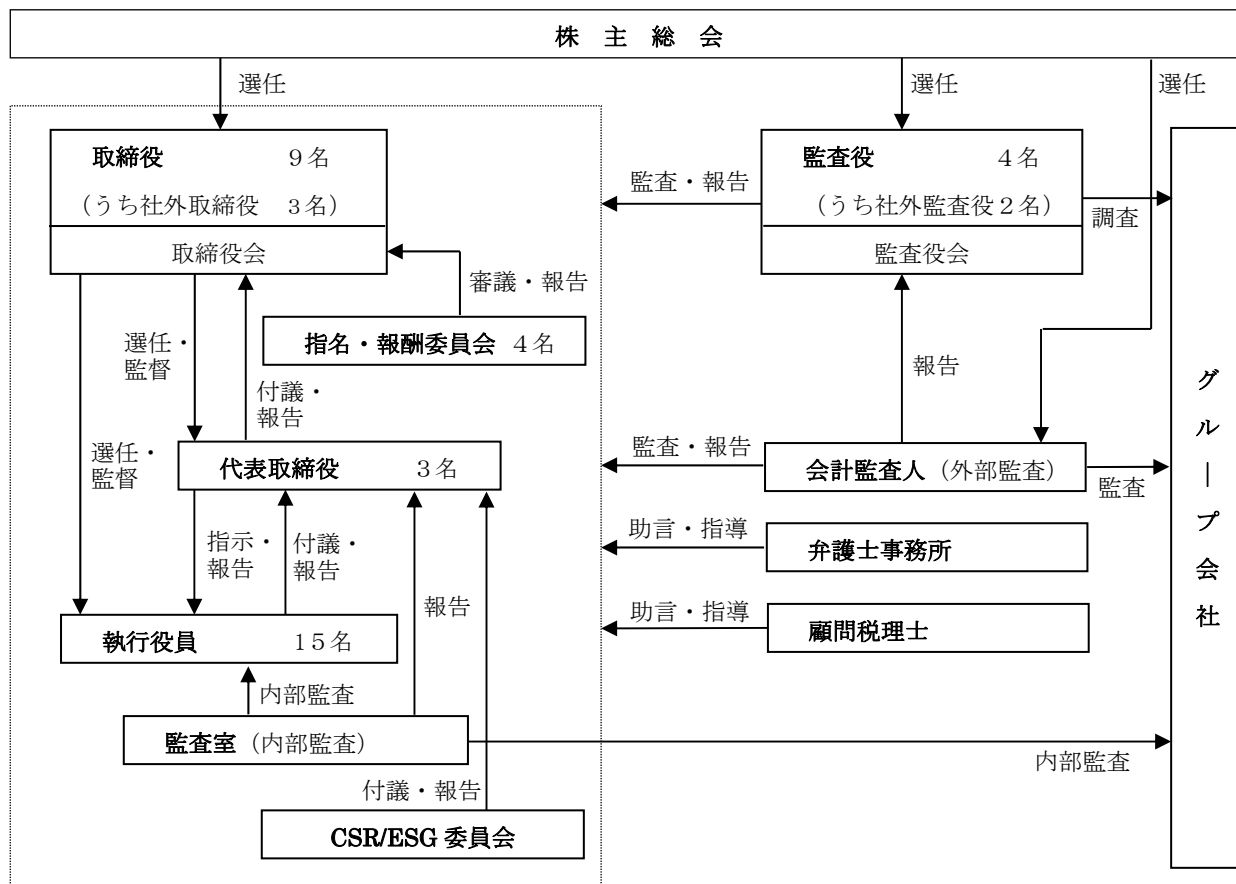 株 主 総 会
選任
選任
選任
取締役 9名
(うち社外取締役 3名)
取締役会
監査・報告
監査役 4名
(うち社外監査役2名)
監査役会
調査
審議・報告
指名・報酬委員会 4名
選任・
監督
付議・
報告
報告
選任・
監督
代表取締役 3名
監査・報告
会計監査人(外部監査)
監査
グループ会社
指示・
報告
付議・
報告
報告
助言・指導
弁護士事務所
執行役員 15名
助言・指導
顧問税理士
内部監査
監査室(内部監査)
内部監査
付議・報告
CSR/ESG 委員会